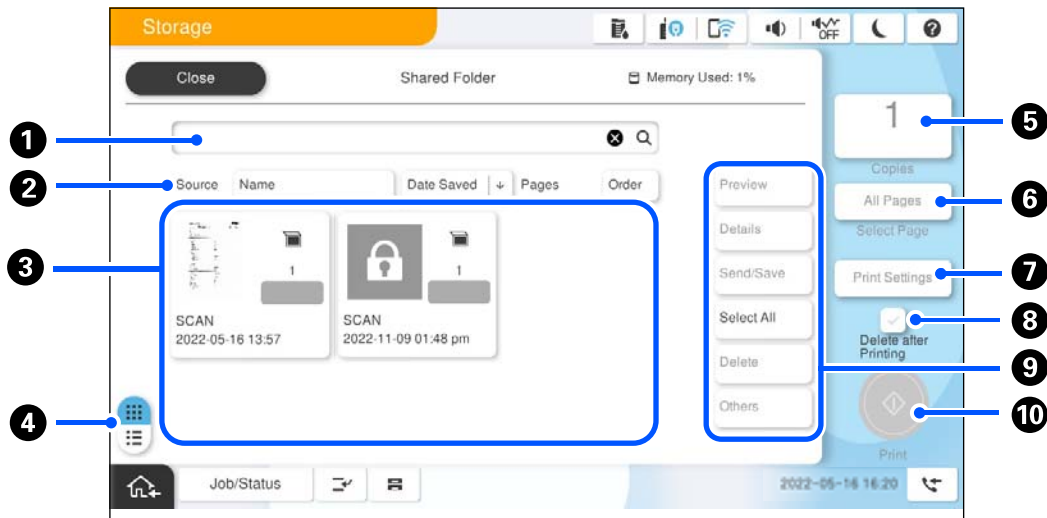 Storage
OFF
Close
Shared Folder
Memory Used: 1%
1
2
3
4
5
6
7
8
9
10
1
Copies
Source Name Date Saved ↓ Pages Order
All Pages
Select Page
Print Settings
Delete after
Printing
Print
Preview
Details
Send/Save
Select All
Delete
Others
1
SCAN
2022-05-16 13:57
1
SCAN
2022-11-09 01:48 pm
Job/Status
2022-05-16 16:20